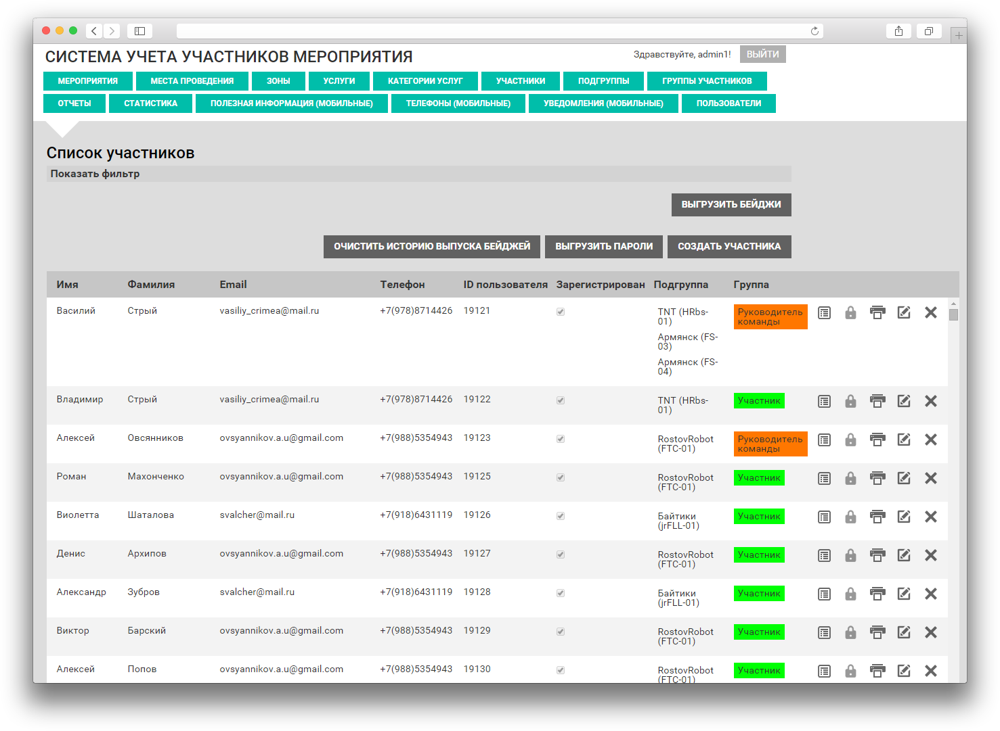 СИСТЕМА УЧЕТА УЧАСТНИКОВ МЕРОПРИЯТИЯ
Здравствуйте, admin1! ВЫЙТИ
МЕРОПРИЯТИЯ МЕСТА ПРОВЕДЕНИЯ ЗОНЫ УСЛУГИ КАТЕГОРИИ УСЛУГ УЧАСТНИКИ ПОДГРУППЫ ГРУППЫ УЧАСТНИКОВ
ОТЧЕТЫ СТАТИСТИКА ПОЛЕЗНАЯ ИНФОРМАЦИЯ (МОБИЛЬНЫЕ) ТЕЛЕФОНЫ (МОБИЛЬНЫЕ) УВЕДОМЛЕНИЯ (МОБИЛЬНЫЕ) ПОЛЬЗОВАТЕЛИ
Список участников
Показать фильтр
ВЫГРУЗИТЬ БЕЙДЖИ
ОЧИСТИТЬ ИСТОРИЮ ВЫПУСКА БЕЙДЖЕЙ ВЫГРУЗИТЬ ПАРОЛИ СОЗДАТЬ УЧАСТНИКА
Имя Фамилия Email Телефон ID пользователя Зарегистрирован Подгруппа Группа
Василий Стрый vasiliy_crimea@mail.ru +7(978)8714426 19121 TNT (HRbs- Руководитель
01) команды
Армянск (FS-
03)
Армянск (FS-
04)
Владимир Стрый vasiliy_crimea@mail.ru +7(978)8714426 19122 TNT (HRbs- Участник
01)
Алексей Овсянников ovsyannikov.a.u@gmail.com +7(988)5354943 19123 RostovRobot Руководитель
(FTC-01) команды
Роман Махонченко ovsyannikov.a.u@gmail.com +7(988)5354943 19125 RostovRobot Участник
(FTC-01)
Виолетта Шаталова svalcher@mail.ru +7(918)6431119 19126 Байтики Участник
(jrFLL-01)
Денис Архипов ovsyannikov.a.u@gmail.com +7(988)5354943 19127 RostovRobot Участник
(FTC-01)
Александр Зубров svalcher@mail.ru +7(918)6431119 19128 Байтики Участник
(jrFLL-01)
Виктор Барский ovsyannikov.a.u@gmail.com +7(988)5354943 19129 RostovRobot Участник
(FTC-01)
Алексей Попов ovsyannikov.a.u@gmail.com +7(988)5354943 19130 RostovRobot Участник
(FTC-01)